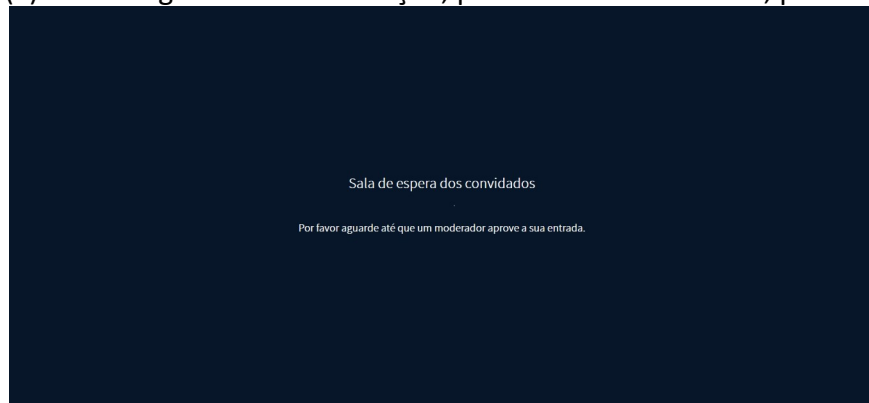 Sala de espera dos convidados
Por favor aguarde até que um moderador aprove a sua entrada.